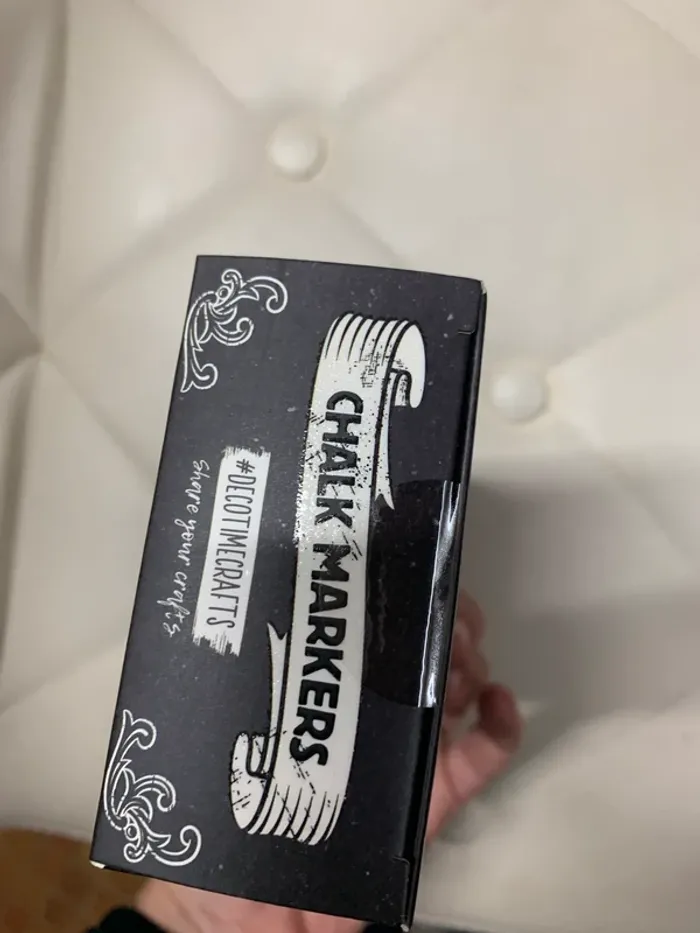 CHALK MARKERS
#DECOTIMECRAFTS
share your crafts